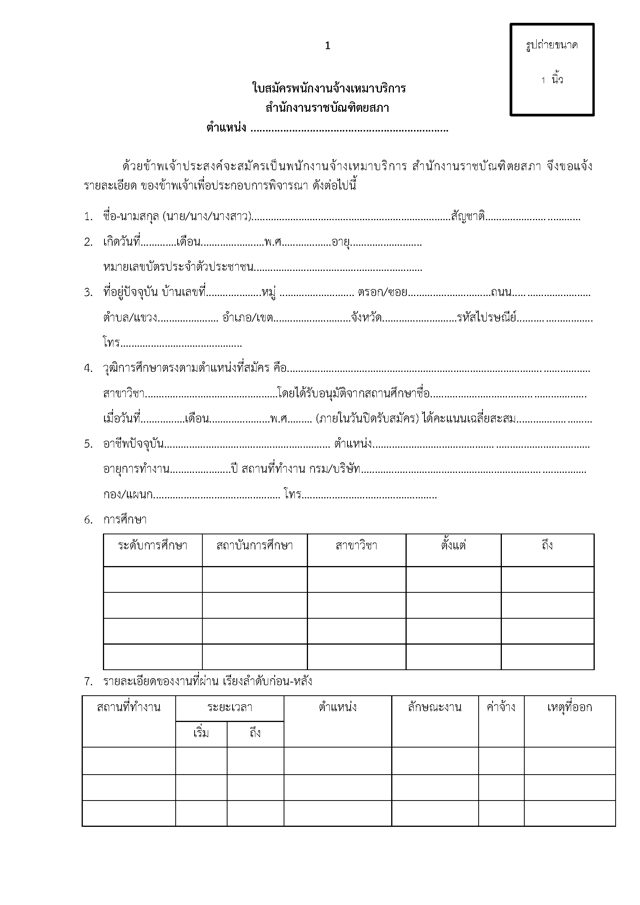 1
รูปถ่ายขนาด
1 นิ้ว
ใบสมัครพนักงานจ้างเหมาบริการ
สำนักงานราชบัณฑิตยสภา
ตำแหน่ง ..................................................................
ด้วยข้าพเจ้าประสงค์จะสมัครเป็นพนักงานจ้างเหมาบริการ สำนักงานราชบัณฑิตยสภา จึงขอแจ้ง
รายละเอียด ของข้าพเจ้าเพื่อประกอบการพิจารณา ดังต่อไปนี้
1. ชื่อ-นามสกุล (นาย/นาง/นางสาว)........................................................................สัญชาติ..................................
2. เกิดวันที่.............เดือน.......................พ.ศ..................อายุ..........................
หมายเลขบัตรประจำตัวประชาชน.............................................................
3. ที่อยู่ปัจจุบัน บ้านเลขที่....................หมู่ ........................... ตรอก/ซอย..............................ถนน............................
ตำบล/แขวง...................... อำเภอ/เขต............................จังหวัด...........................รหัสไปรษณีย์...........................
โทร............................................
4. วุฒิการศึกษาตรงตามตำแหน่งที่สมัคร คือ.............................................................................................................
สาขาวิชา................................................โดยได้รับอนุมัติจากสถานศึกษาชื่อ.........................................................
เมื่อวันที่................เดือน......................พ.ศ......... (ภายในวันปิดรับสมัคร) ได้คะแนนเฉลี่ยสะสม...........................
5. อาชีพปัจจุบัน............................................................ ตำแหน่ง..............................................................................
อายุการทำงาน......................ปี สถานที่ทำงาน กรม/บริษัท.................................................................................
กอง/แผนก.............................................. โทร.................................................
6. การศึกษา
ระดับการศึกษา สถาบันการศึกษา สาขาวิชา ตั้งแต่ ถึง
7. รายละเอียดของงานที่ผ่าน เรียงลำดับก่อน-หลัง
สถานที่ทำงาน ระยะเวลา ตำแหน่ง ลักษณะงาน ค่าจ้าง เหตุที่ออก
เริ่ม ถึง